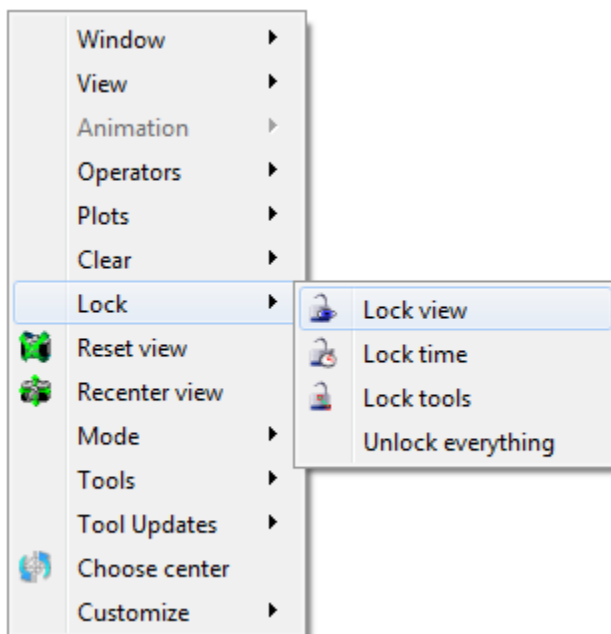 Window
View
Animation
Operators
Plots
Clear
Lock
Reset view
Recenter view
Mode
Tools
Tool Updates
Choose center
Customize
Lock view
Lock time
Lock tools
Unlock everything